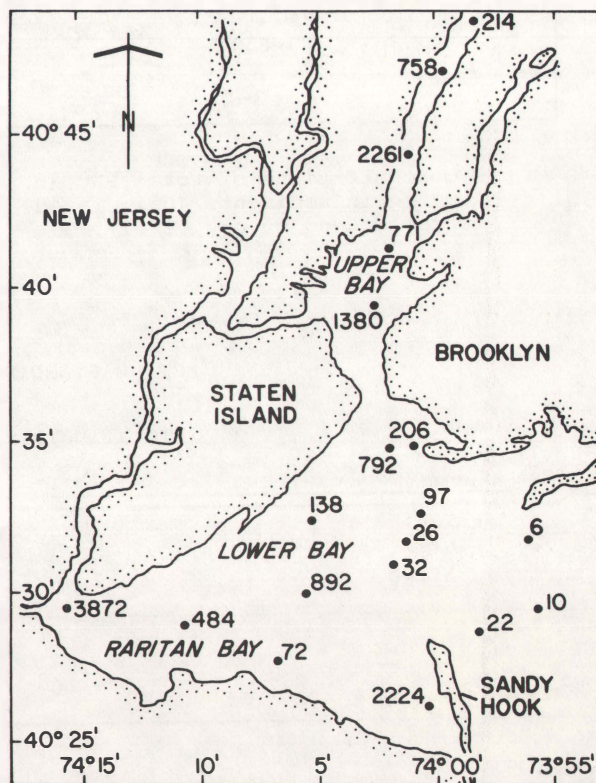 214
758
40° 45'
2261
N
NEW JERSEY
77
UPPER
BAY
40'
1380
BROOKLYN
STATEN
ISLAND
206
35'
792
97
138
26
6
LOWER BAY
32
30'
892
3872
10
484
22
RARITAN BAY
72
SANDY
HOOK
2224
40° 25'
74° 15'
10'
5'
74° 00'
73° 55'